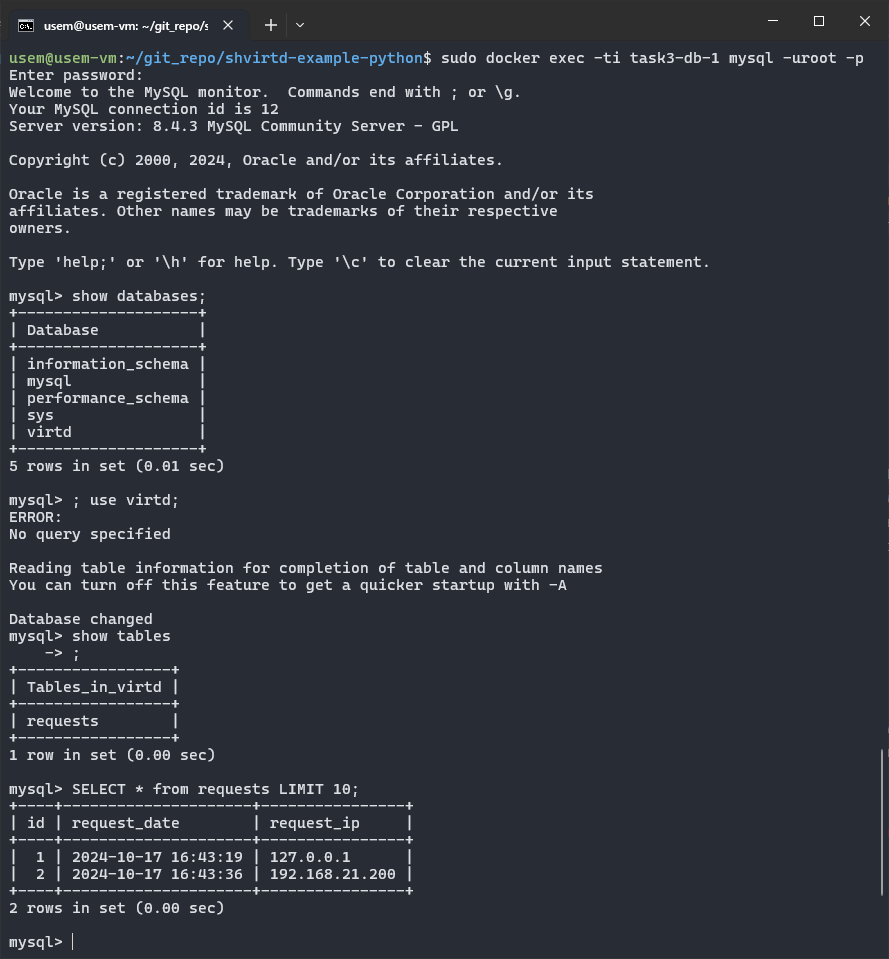 usem@usem-vm: ~/git_repo/s
usem@usem-vm:~/git_repo/shvirtd-example-python$ sudo docker exec -ti task3-db-1 mysql -uroot -p
Enter password:
Welcome to the MySQL monitor.  Commands end with ; or \g.
Your MySQL connection id is 12
Server version: 8.4.3 MySQL Community Server - GPL

Copyright (c) 2000, 2024, Oracle and/or its affiliates.

Oracle is a registered trademark of Oracle Corporation and/or its
affiliates. Other names may be trademarks of their respective
owners.

Type 'help;' or '\h' for help. Type '\c' to clear the current input statement.

mysql> show databases;
+--------------------+
| Database           |
+--------------------+
| information_schema |
| mysql              |
| performance_schema |
| sys                |
| virtd              |
+--------------------+
5 rows in set (0.01 sec)

mysql> ; use virtd;
ERROR:
No query specified

Reading table information for completion of table and column names
You can turn off this feature to get a quicker startup with -A

Database changed
mysql> show tables
    -> ;
+-----------------+
| Tables_in_virtd |
+-----------------+
| requests        |
+-----------------+
1 row in set (0.00 sec)

mysql> SELECT * from requests LIMIT 10;
+----+---------------------+----------------+
| id | request_date        | request_ip     |
+----+---------------------+----------------+
|  1 | 2024-10-17 16:43:19 | 127.0.0.1      |
|  2 | 2024-10-17 16:43:36 | 192.168.21.200 |
+----+---------------------+----------------+
2 rows in set (0.00 sec)

mysql>